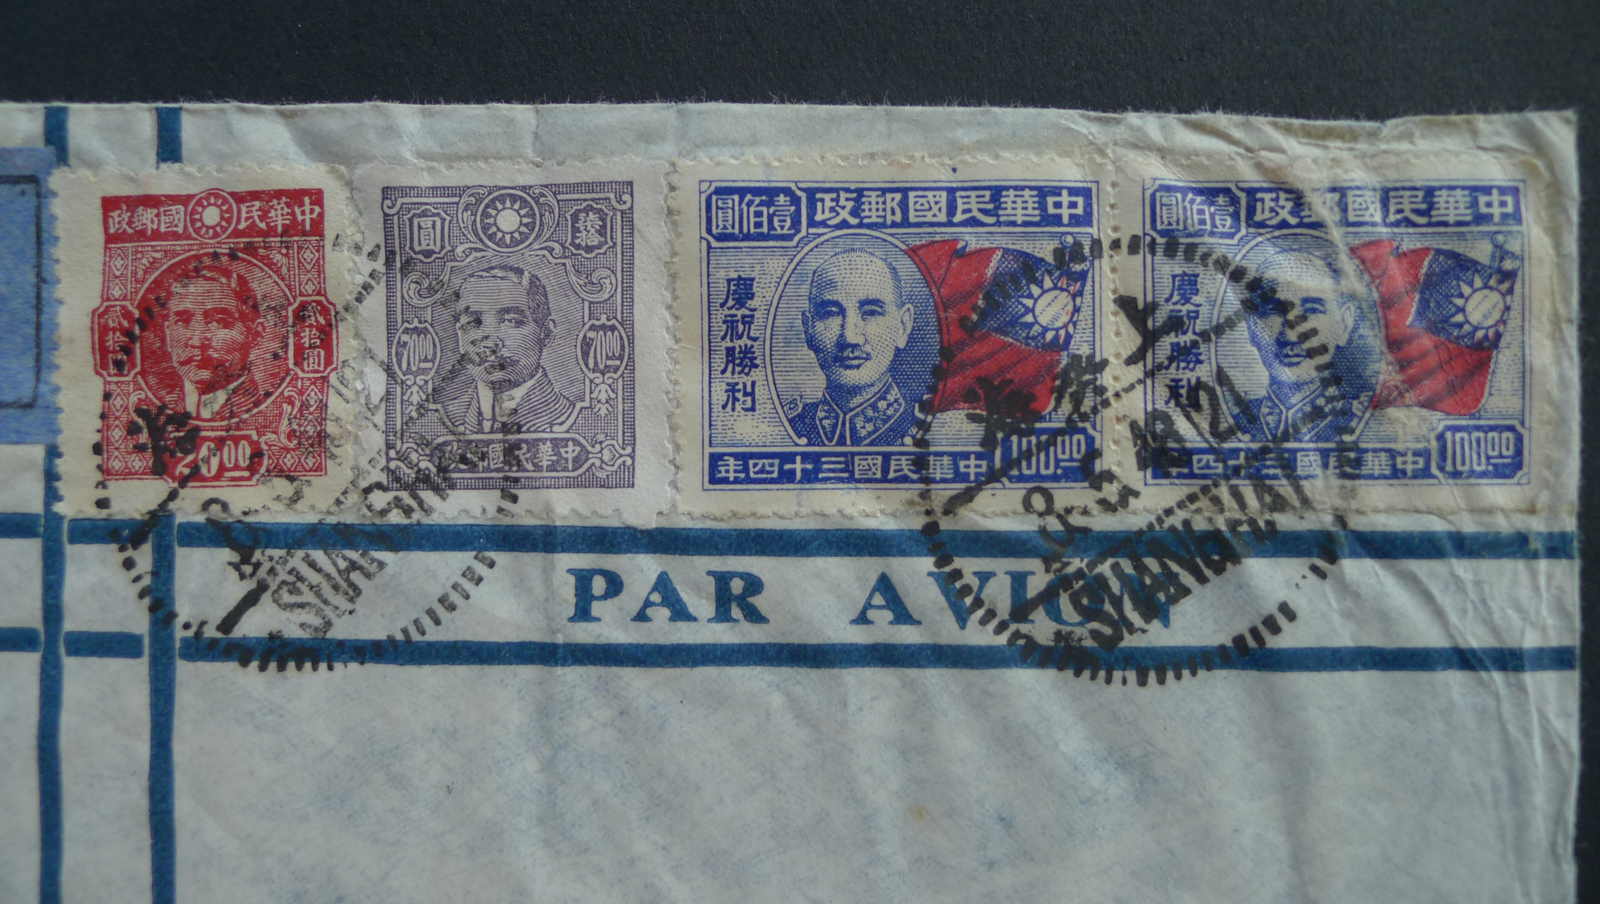 中華民國郵政
貳拾圓
20.00
柒拾
圓
70.00
70.00
中華民國郵政
中華民國郵政
壹佰圓
慶祝勝利
100.00
中華民國三十四年
中華民國郵政
壹佰圓
慶祝勝利
100.00
中華民國三十四年
SHANGHAI
上海
SHANGHAI
PAR AVION